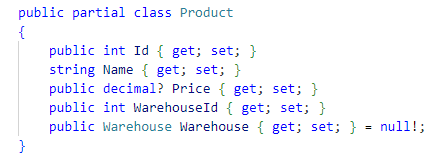 public partial class Product
{
    public int Id { get; set; }
    string Name { get; set; }
    public decimal? Price { get; set; }
    public int WarehouseId { get; set; }
    public Warehouse Warehouse { get; set; } = null!;
}